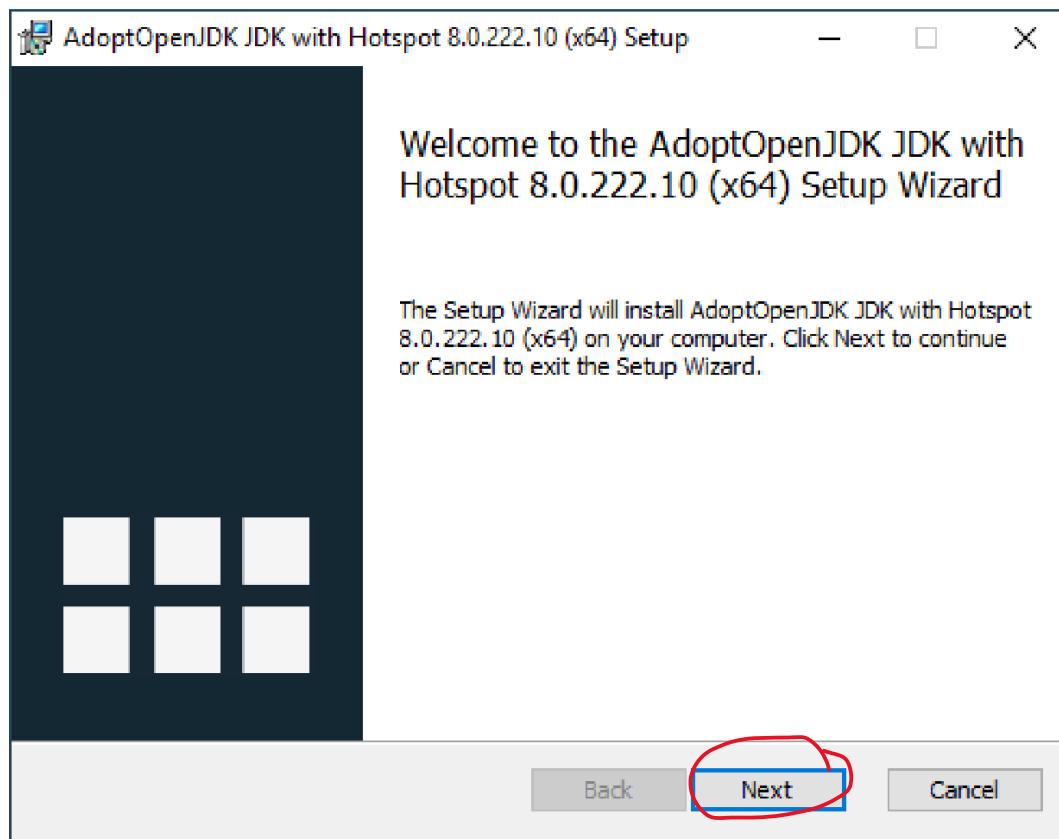 AdoptOpenJDK JDK with Hotspot 8.0.222.10 (x64) Setup
Welcome to the AdoptOpenJDK JDK with
Hotspot 8.0.222.10 (x64) Setup Wizard
The Setup Wizard will install AdoptOpenJDK JDK with Hotspot
8.0.222.10 (x64) on your computer. Click Next to continue
or Cancel to exit the Setup Wizard.
Back Next Cancel